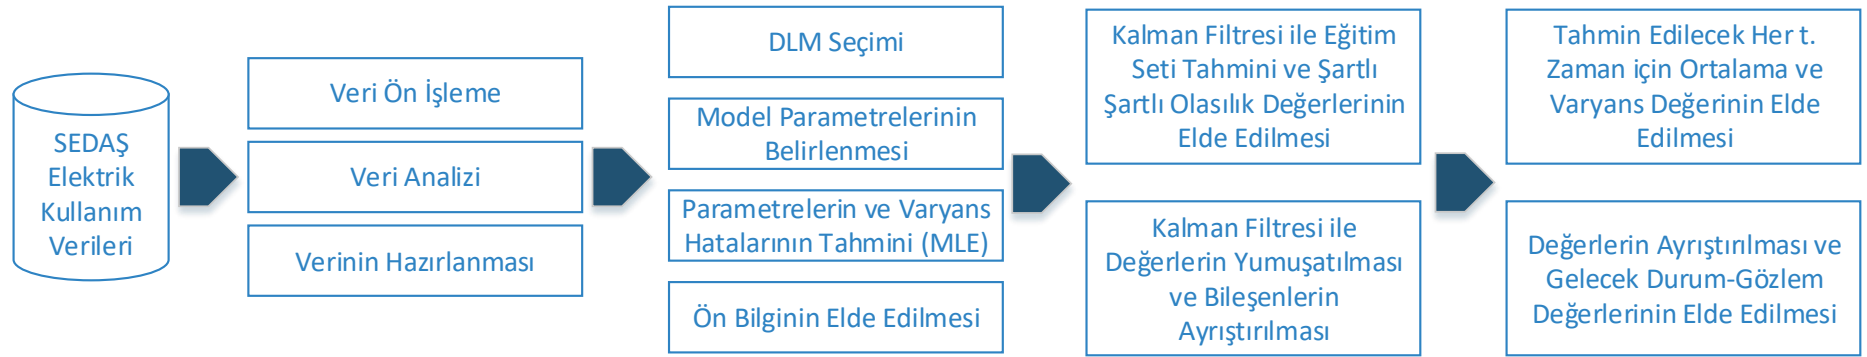 SEDAŞ
Elektrik
Kullanım
Verileri
Veri Ön İşleme
Veri Analizi
Verinin Hazırlanması
DLM Seçimi
Model Parametrelerinin
Belirlenmesi
Parametrelerin ve Varyans
Hatalarının Tahmini (MLE)
Ön Bilginin Elde Edilmesi
Kalman Filtresi ile Eğitim
Seti Tahmini ve Şartlı
Şartlı Olasılık Değerlerinin
Elde Edilmesi
Kalman Filtresi ile
Değerlerin Yumuşatılması
ve Bileşenlerin
Ayrıştırılması
Tahmin Edilecek Her t.
Zaman için Ortalama ve
Varyans Değerinin Elde
Edilmesi
Değerlerin Ayrıştırılması ve
Gelecek Durum-Gözlem
Değerlerinin Elde Edilmesi